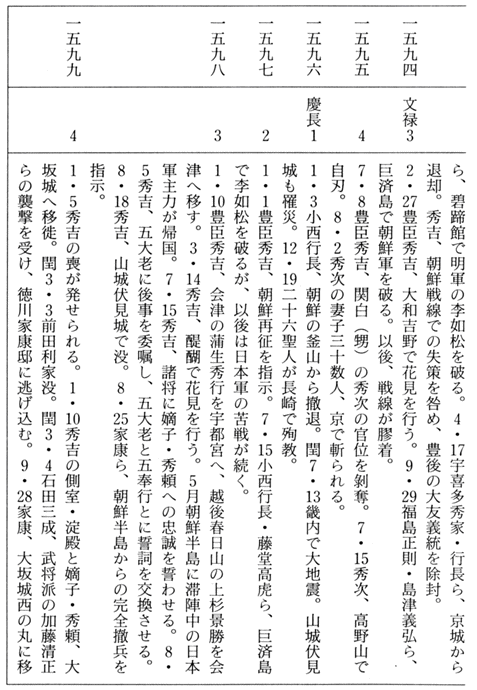 ら、碧蹄館で明軍の李如松を破る。4・17宇喜多秀家・行長ら、京城から
退却。秀吉、朝鮮戦線での失策を咎め、豊後の大友義統を除封。
一五九四 文禄3 2・27豊臣秀吉、大和吉野で花見を行う。9・29福島正則・島津義弘ら、
巨済島で朝鮮軍を破る。以後、戦線が膠着。
一五九五 4 7・8豊臣秀吉、関白(甥)の秀次の官位を剝奪。7・15秀次、高野山で
自刃。8・2秀次の妻子三十数人、京で斬られる。
一五九六 慶長1 1・3小西行長、朝鮮の釜山から撤退。閏7・13畿内で大地震。山城伏見
城も罹災。12・19二十六聖人が長崎で殉教。
一五九七 2 1・1豊臣秀吉、朝鮮再征を指示。7・15小西行長・藤堂高虎ら、巨済島
で李如松を破るが、以後は日本軍の苦戦が続く。
一五九八 3 1・10豊臣秀吉、会津の蒲生秀行を宇都宮へ、越後春日山の上杉景勝を会
津へ移す。3・14秀吉、醍醐で花見を行う。5月朝鮮半島に滞陣中の日本
軍主力が帰国。7・15秀吉、諸将に嫡子・秀頼への忠誠を誓わせる。8・
5秀吉、五大老に後事を委嘱し、五大老と五奉行とに誓詞を交換させる。
8・18秀吉、山城伏見城で没。8・25家康ら、朝鮮半島からの完全撤兵を
指示。
一五九九 4 1・5秀吉の喪が発せられる。1・10秀吉の側室・淀殿と嫡子・秀頼、大
坂城へ移徙。閏3・3前田利家没。閏3・4石田三成、武将派の加藤清正
らの襲撃を受け、徳川家康邸に逃げ込む。9・28家康、大坂城西の丸に移